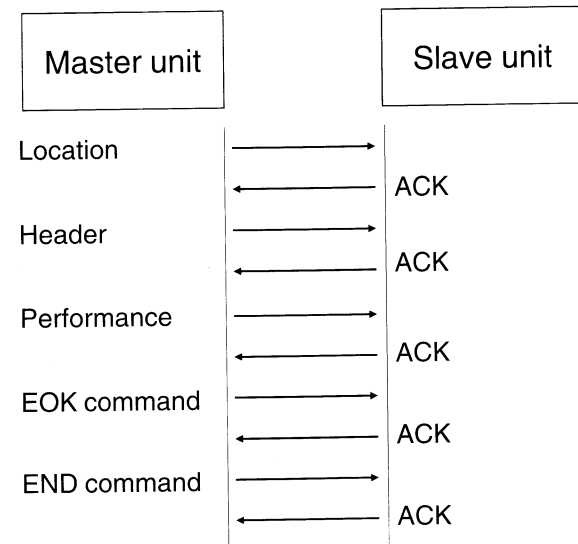 Master unit
Slave unit
Location
ACK
Header
ACK
Performance
ACK
EOK command
ACK
END command
ACK